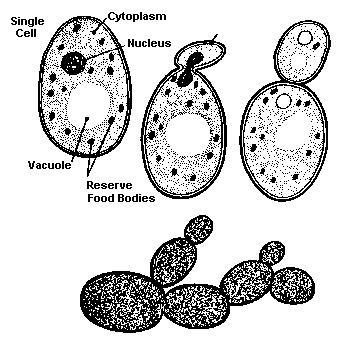 Single
Cell
Cytoplasm
Nucleus
Vacuole
Reserve
Food Bodies